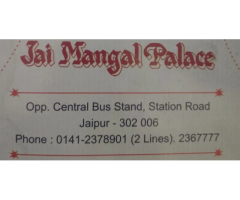 Jai Mangal Palace
Opp. Central Bus Stand, Station Road
Jaipur - 302 006
Phone : 0141-2378901 (2 Lines). 2367777